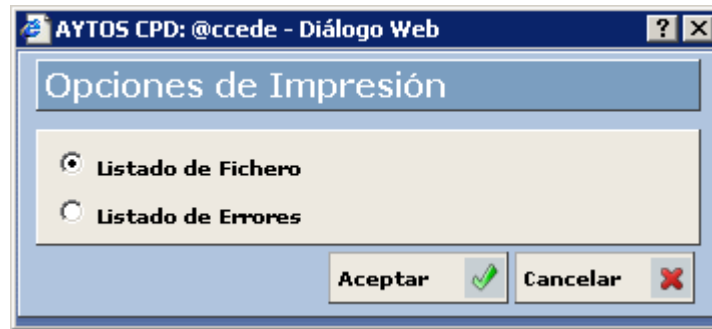 AYTOS CPD: @ccede - Diálogo Web
Opciones de Impresión
Listado de Fichero
Listado de Errores
Aceptar Cancelar